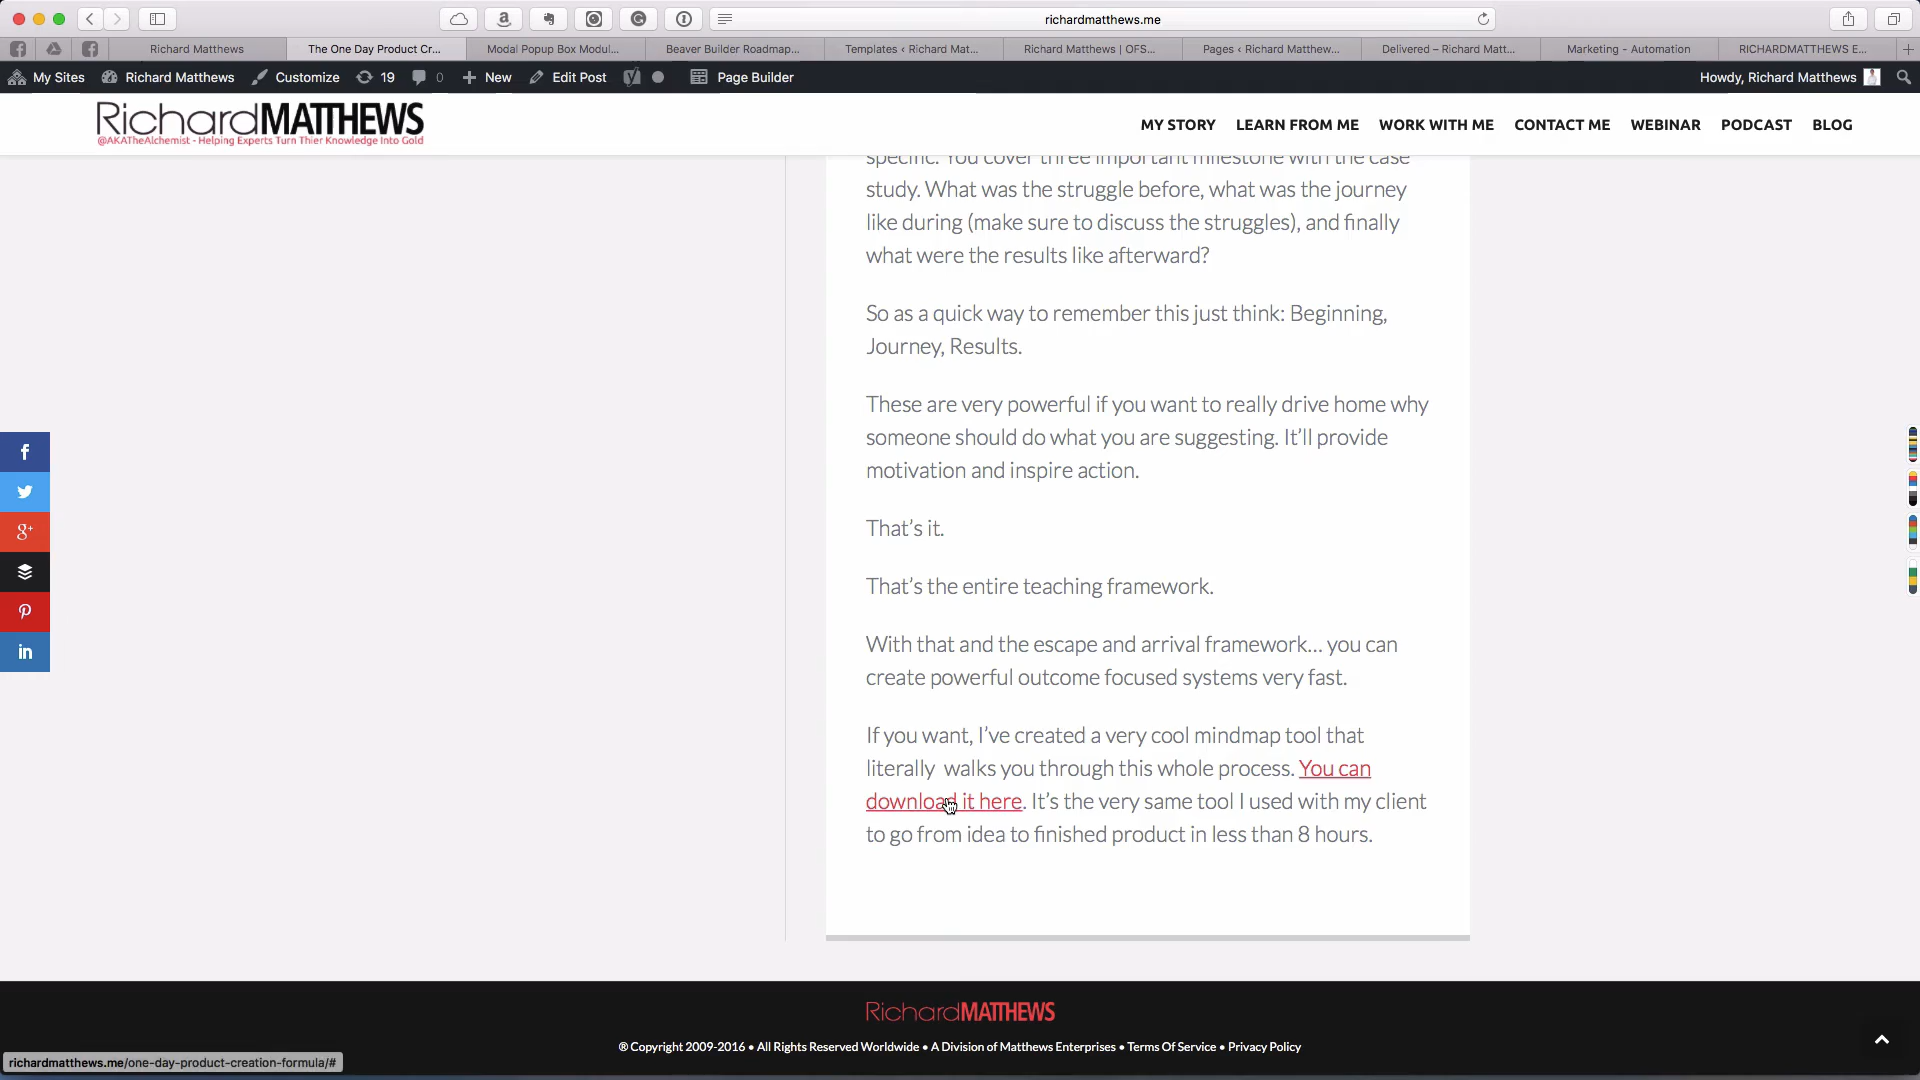 richardmatthews.me
Richard Matthews
The One Day Product Cr...
Modal Popup Box Modul...
Beaver Builder Roadmap...
Templates ‹ Richard Mat...
Richard Matthews | OFS...
Pages ‹ Richard Matthew...
Delivered – Richard Matt...
Marketing - Automation
RICHARDMATTHEWS E...
My Sites
Richard Matthews
Customize
19
0
New
Edit Post
Page Builder
Howdy, Richard Matthews
RichardMATTHEWS
@AKATheAlchemist - Helping Experts Turn Thier Knowledge Into Gold
MY STORY
LEARN FROM ME
WORK WITH ME
CONTACT ME
WEBINAR
PODCAST
BLOG
specific. You cover three important milestone with the case
study. What was the struggle before, what was the journey
like during (make sure to discuss the struggles), and finally
what were the results like afterward?
So as a quick way to remember this just think: Beginning,
Journey, Results.
These are very powerful if you want to really drive home why
someone should do what you are suggesting. It’ll provide
motivation and inspire action.
That’s it.
That’s the entire teaching framework.
With that and the escape and arrival framework… you can
create powerful outcome focused systems very fast.
If you want, I’ve created a very cool mindmap tool that
literally walks you through this whole process. You can
download it here. It’s the very same tool I used with my client
to go from idea to finished product in less than 8 hours.
RichardMATTHEWS
® Copyright 2009-2016 • All Rights Reserved Worldwide • A Division of Matthews Enterprises • Terms Of Service • Privacy Policy
richardmatthews.me/one-day-product-creation-formula/#